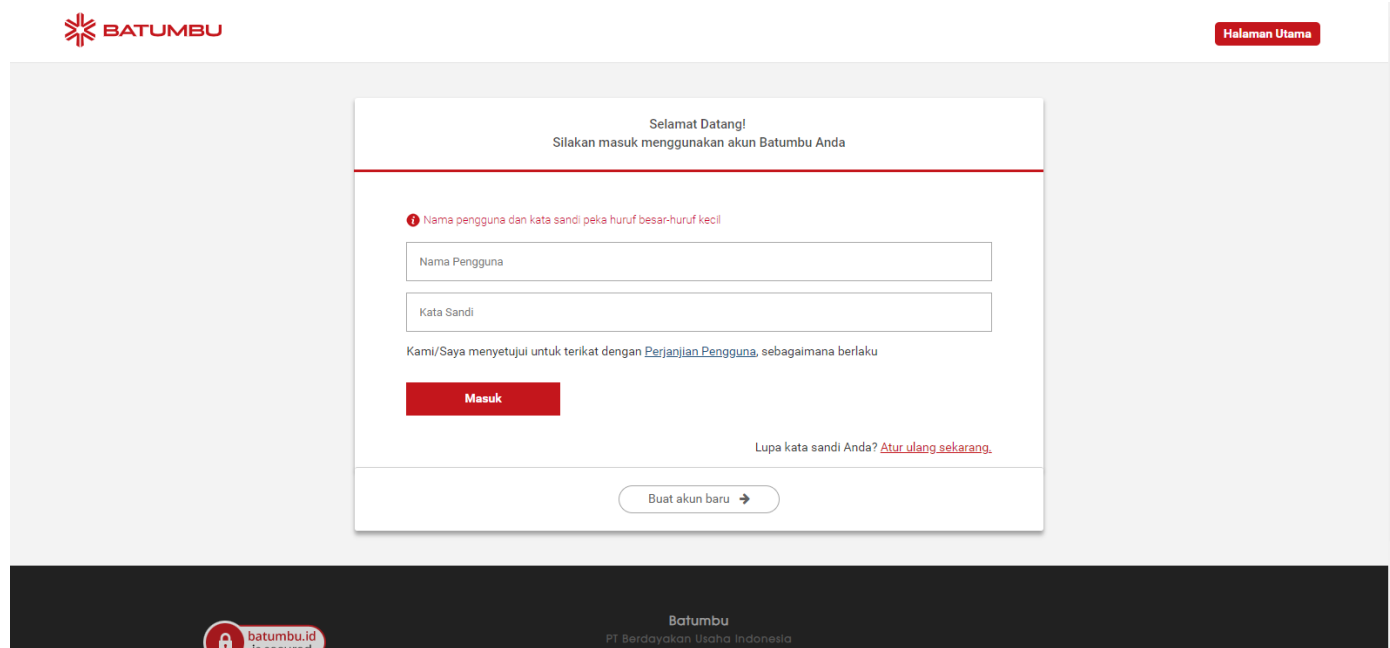 BATUMBU
Halaman Utama
Selamat Datang!
Silakan masuk menggunakan akun Batumbu Anda
Nama pengguna dan kata sandi peka huruf besar-huruf kecil
Nama Pengguna
Kata Sandi
Kami/Saya menyetujui untuk terikat dengan Perjanjian Pengguna, sebagaimana berlaku
Masuk
Lupa kata sandi Anda? Atur ulang sekarang.
Buat akun baru
Batumbu
PT Berdayakan Usaha Indonesia
batumbu.id
is secured